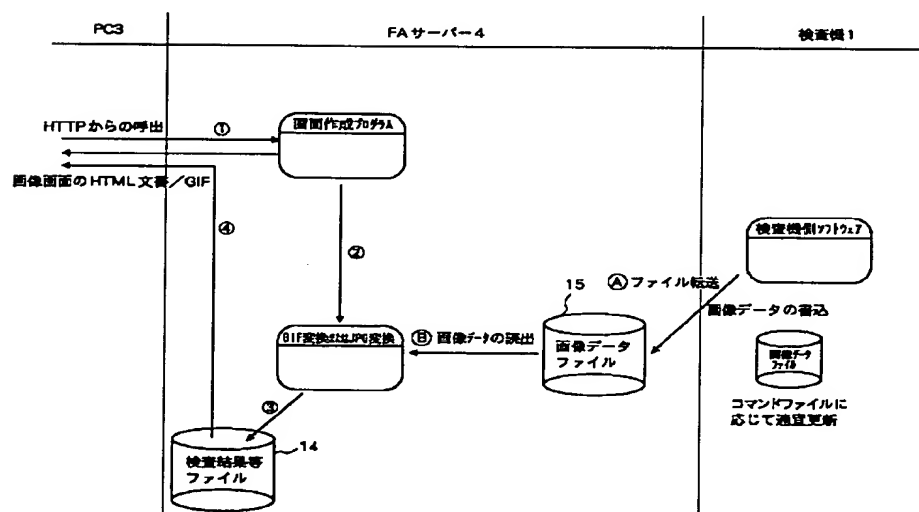 PC3
FAサーバー4
検査機1
HTTPからの呼出
①
画面作成プログラム
画像画面のHTML文書/GIF
④
②
検査機側ソフトウェア
15
Ⓐファイル転送
画像データの書込
GIF変換またはJPG変換
Ⓑ画像データの読出
画像データ
ファイル
画像データ
ファイル
コマンドファイルに
応じて適宜更新
③
14
検査結果等
ファイル